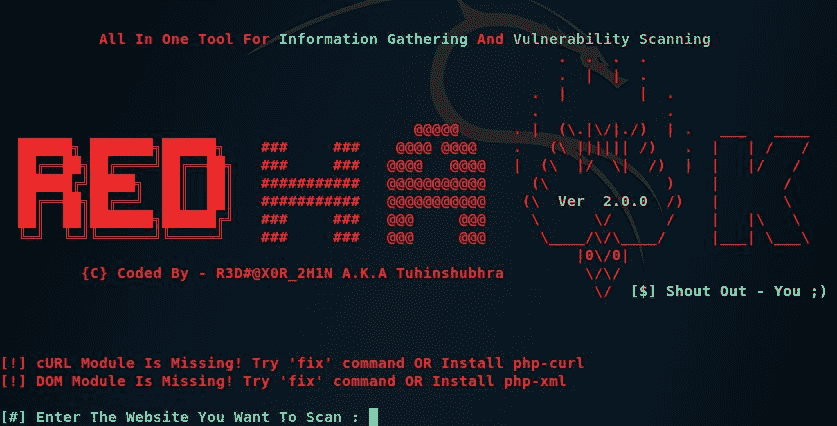 All In One Tool For Information Gathering And Vulnerability Scanning
RED HAWK
Ver 2.0.0
{C} Coded By - R3D#@X0R_2H1N A.K.A Tuhinshubhra
[$] Shout Out - You ;)
[!] cURL Module Is Missing! Try 'fix' command OR Install php-curl
[!] DOM Module Is Missing! Try 'fix' command OR Install php-xml
[#] Enter The Website You Want To Scan :